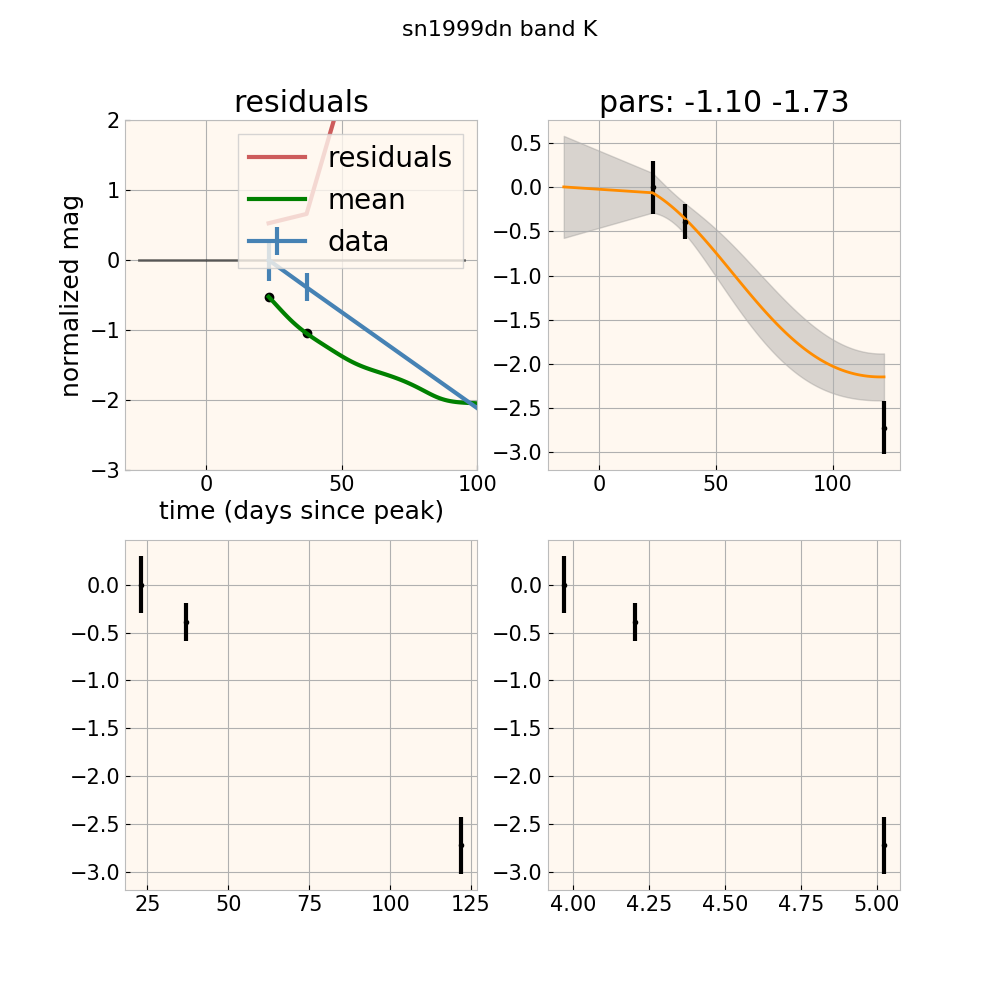 sn1999dn band K
residuals
pars: -1.10 -1.73
normalized mag
2
1
0
−1
−2
−3
residuals
mean
data
0 50 100
time (days since peak)
0.5
0.0
−0.5
−1.0
−1.5
−2.0
−2.5
−3.0
0 50 100
0.0
−0.5
−1.0
−1.5
−2.0
−2.5
−3.0
25 50 75 100 125
0.0
−0.5
−1.0
−1.5
−2.0
−2.5
−3.0
4.00 4.25 4.50 4.75 5.00